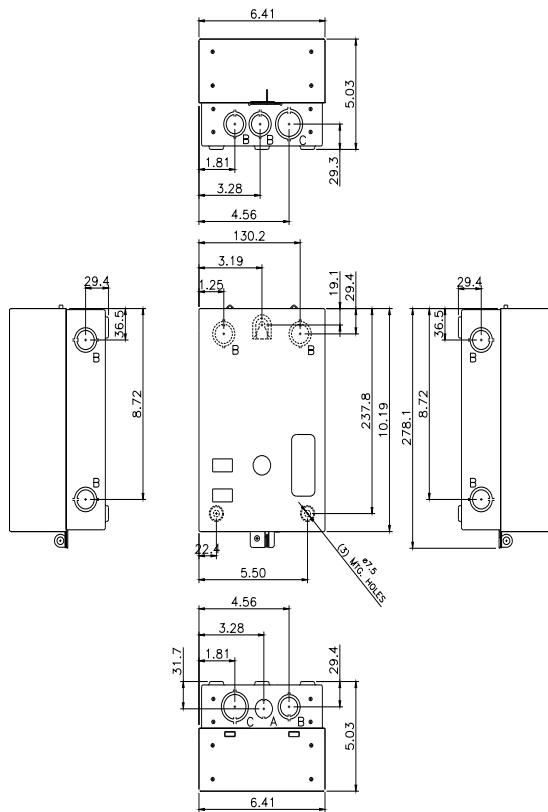 6.41
5.03
B
B
C
1.81
29.3
3.28
4.56
130.2
3.19
1.25
19.1
29.4
29.4
36.5
B
8.72
B
B
B
237.8
10.19
22.4
5.50
ø7.5
(3) MTG. HOLES
29.4
36.5
B
278.1
8.72
B
4.56
3.28
1.81
31.7
29.4
C
A
B
5.03
6.41